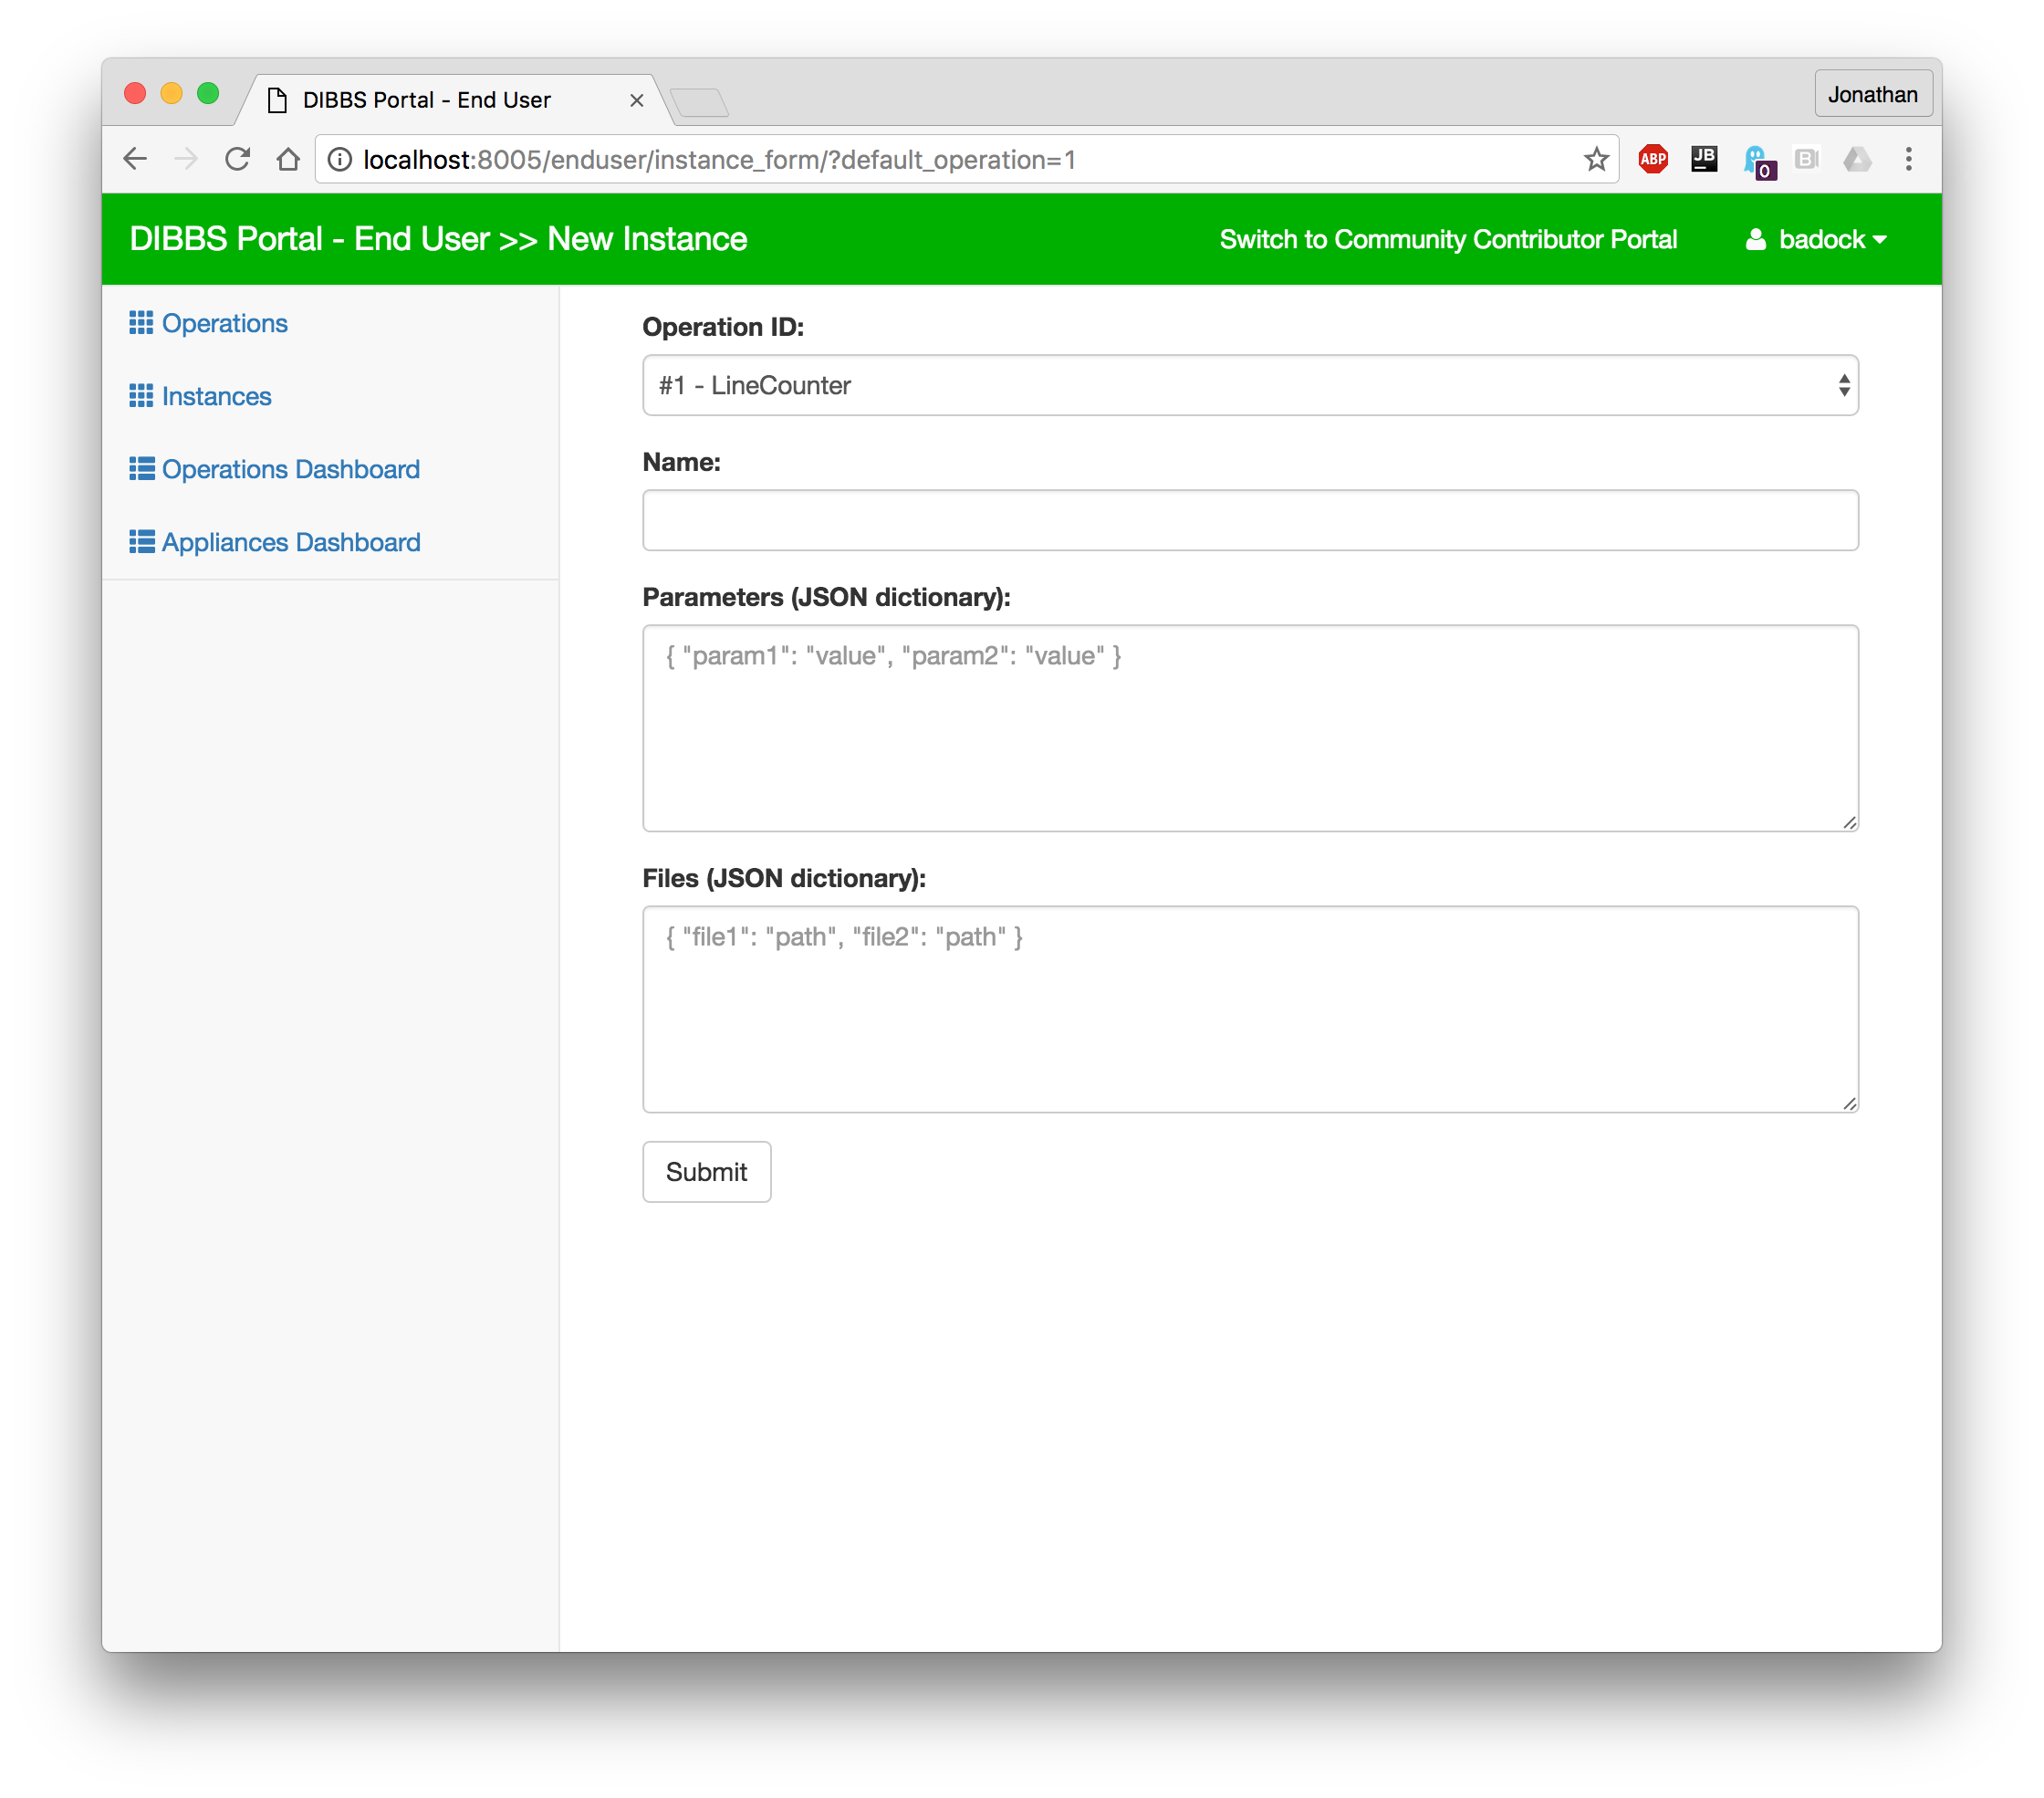 DIBBS Portal - End User
Jonathan
localhost:8005/enduser/instance_form/?default_operation=1
ABP
JB
0
B
DIBBS Portal - End User >> New Instance
Switch to Community Contributor Portal
badock
Operations
Instances
Operations Dashboard
Appliances Dashboard
Operation ID:
#1 - LineCounter
Name:
Parameters (JSON dictionary):
{ "param1": "value", "param2": "value" }
Files (JSON dictionary):
{ "file1": "path", "file2": "path" }
Submit